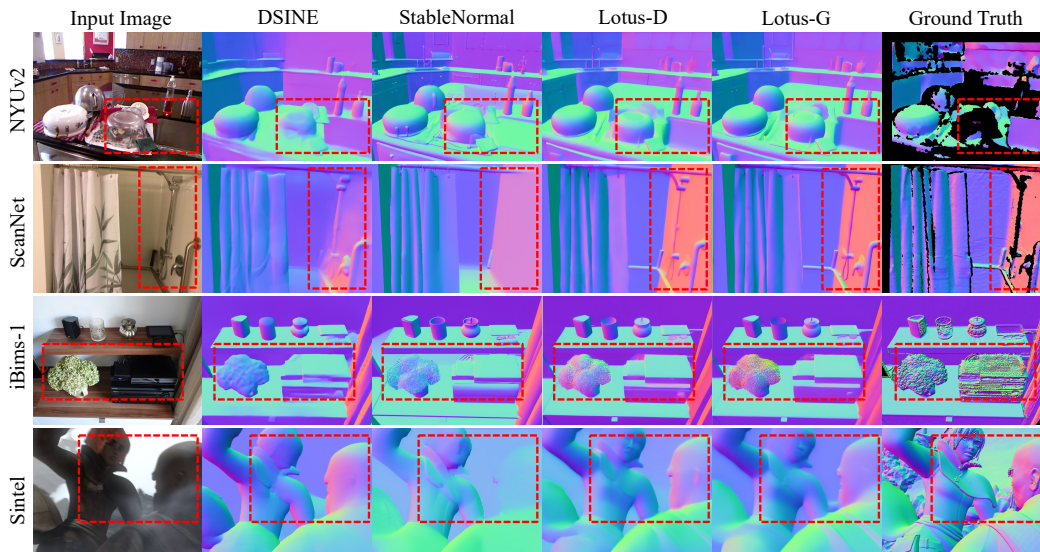 Input Image DSINE StableNormal Lotus-D Lotus-G Ground Truth
NYUv2
ScanNet
iBims-1
Sintel